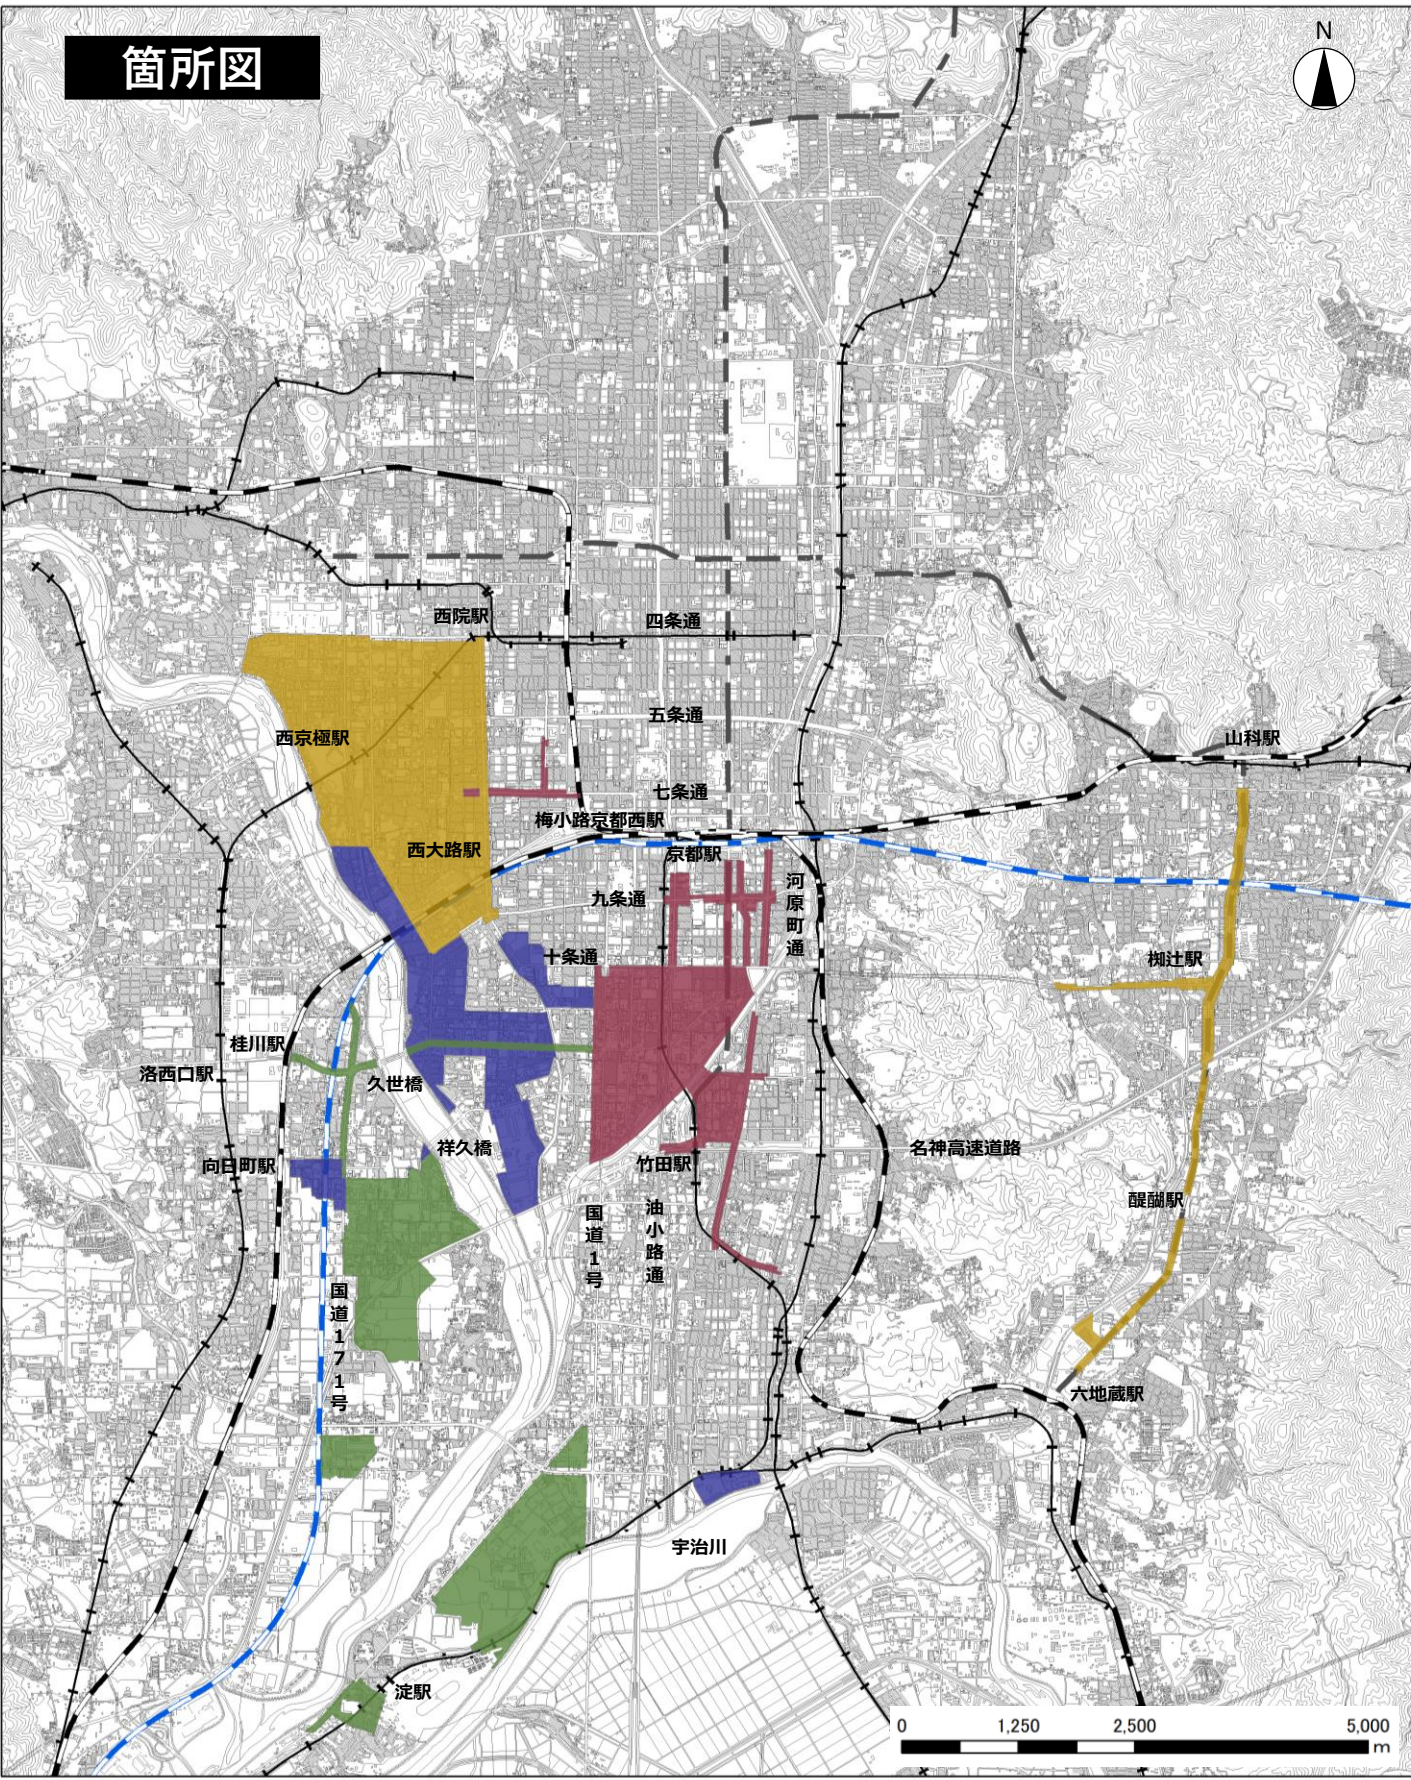 箇所図
N
西院駅
四条通
五条通
西京極駅
山科駅
七条通
梅小路京都西駅
西大路駅
京都駅
河原町通
九条通
十条通
椥辻駅
桂川駅
洛西口駅
久世橋
祥久橋
名神高速道路
向日町駅
竹田駅
醍醐駅
国道1号
油小路通
国道171号
六地蔵駅
宇治川
淀駅
0 1,250 2,500 5,000
m